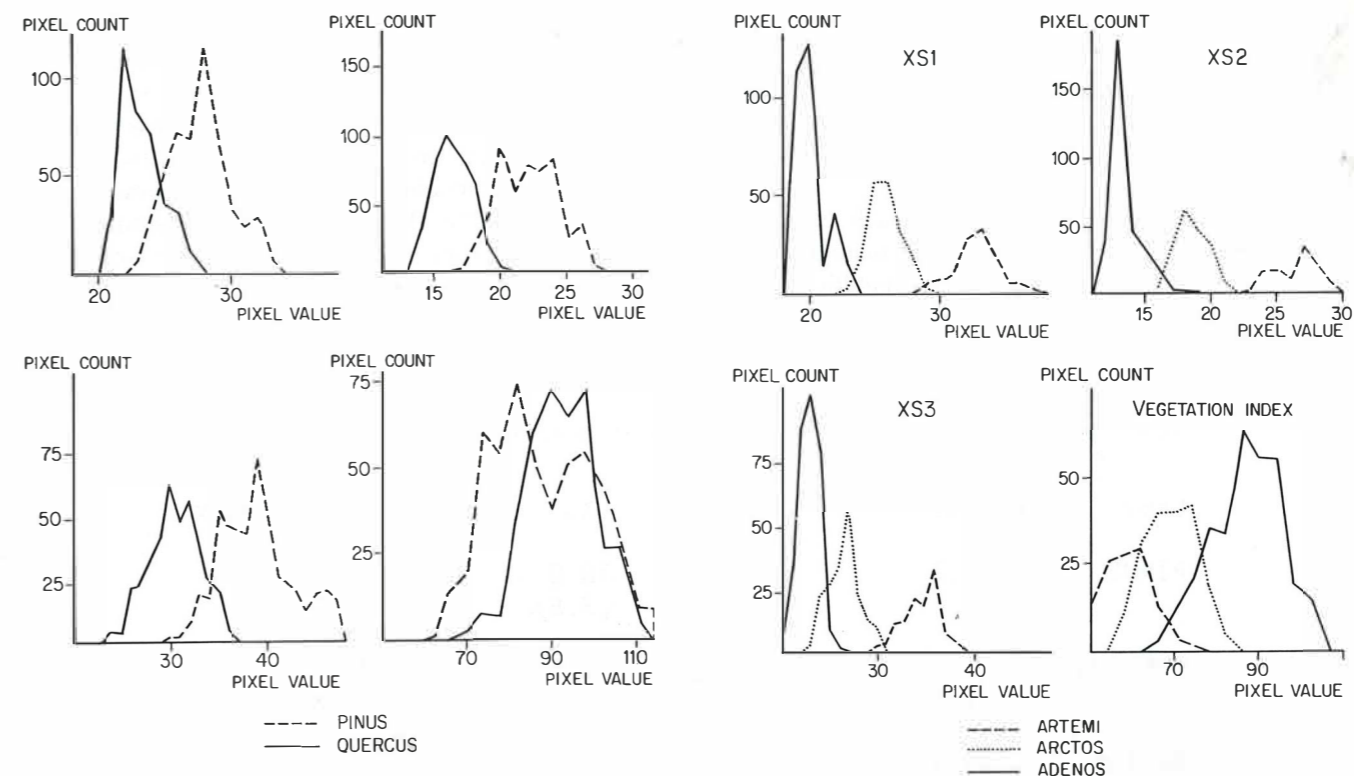 PIXEL COUNT
100
50
20 30
PIXEL VALUE
PIXEL COUNT
150
100
50
15 20 25 30
PIXEL VALUE
PIXEL COUNT
XS1
100
50
20 30
PIXEL VALUE
PIXEL COUNT
XS2
150
100
50
15 20 25 30
PIXEL VALUE
PIXEL COUNT
75
50
25
30 40
PIXEL VALUE
PIXEL COUNT
75
50
25
70 90 110
PIXEL VALUE
PIXEL COUNT
XS3
75
50
25
30 40
PIXEL VALUE
PIXEL COUNT
VEGETATION INDEX
50
25
70 90
PIXEL VALUE
PINUS
QUERCUS
ARTEMI
ARCTOS
ADENOS